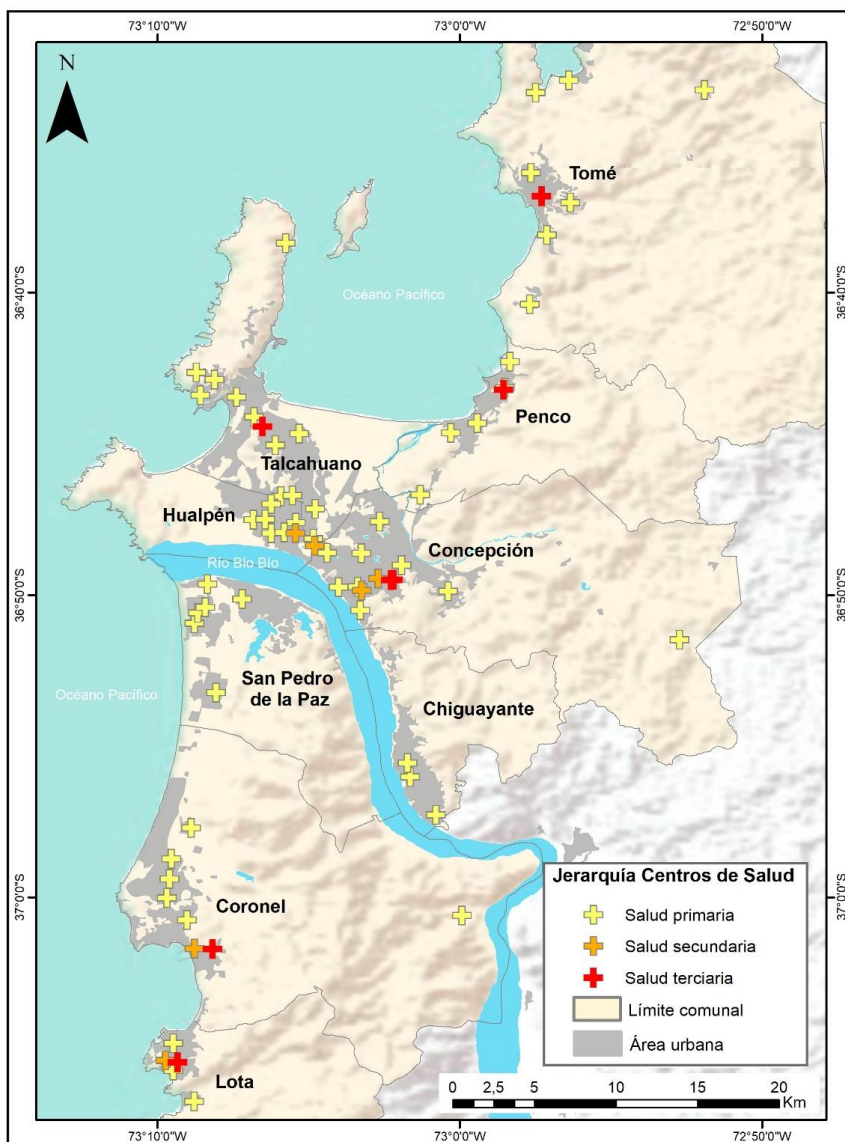 73°10'0"W
73°0'0"W
72°50'0"W
N
Tomé
36°40'0"S
36°40'0"S
Océano Pacífico
Penco
Talcahuano
Hualpén
Concepción
Río Bío Bío
36°50'0"S
36°50'0"S
San Pedro
de la Paz
Océano Pacífico
Chiguayante
Jerarquía Centros de Salud
Salud primaria
Salud secundaria
Salud terciaria
Límite comunal
Área urbana
37°0'0"S
37°0'0"S
Coronel
Lota
0 2,5 5 10 15 20
Km
73°10'0"W
73°0'0"W
72°50'0"W